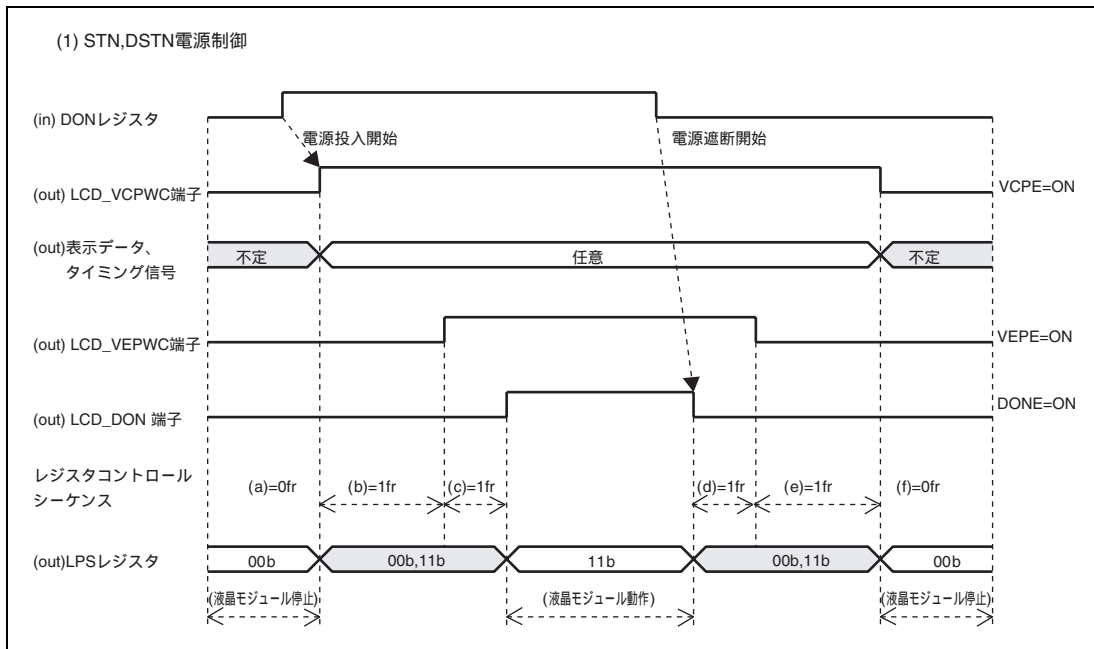 (1) STN,DSTN電源制御
(in) DONレジスタ
電源投入開始
電源遮断開始
(out) LCD_VCPWC端子
VCPE=ON
(out)表示データ、
タイミング信号
不定
任意
不定
(out) LCD_VEPWC端子
VEPE=ON
(out) LCD_DON 端子
DONE=ON
レジスタコントロール
シーケンス
(a)=0fr
(b)=1fr
(c)=1fr
(d)=1fr
(e)=1fr
(f)=0fr
(out)LPSレジスタ
00b
00b,11b
11b
00b,11b
00b
(液晶モジュール停止)
(液晶モジュール動作)
(液晶モジュール停止)